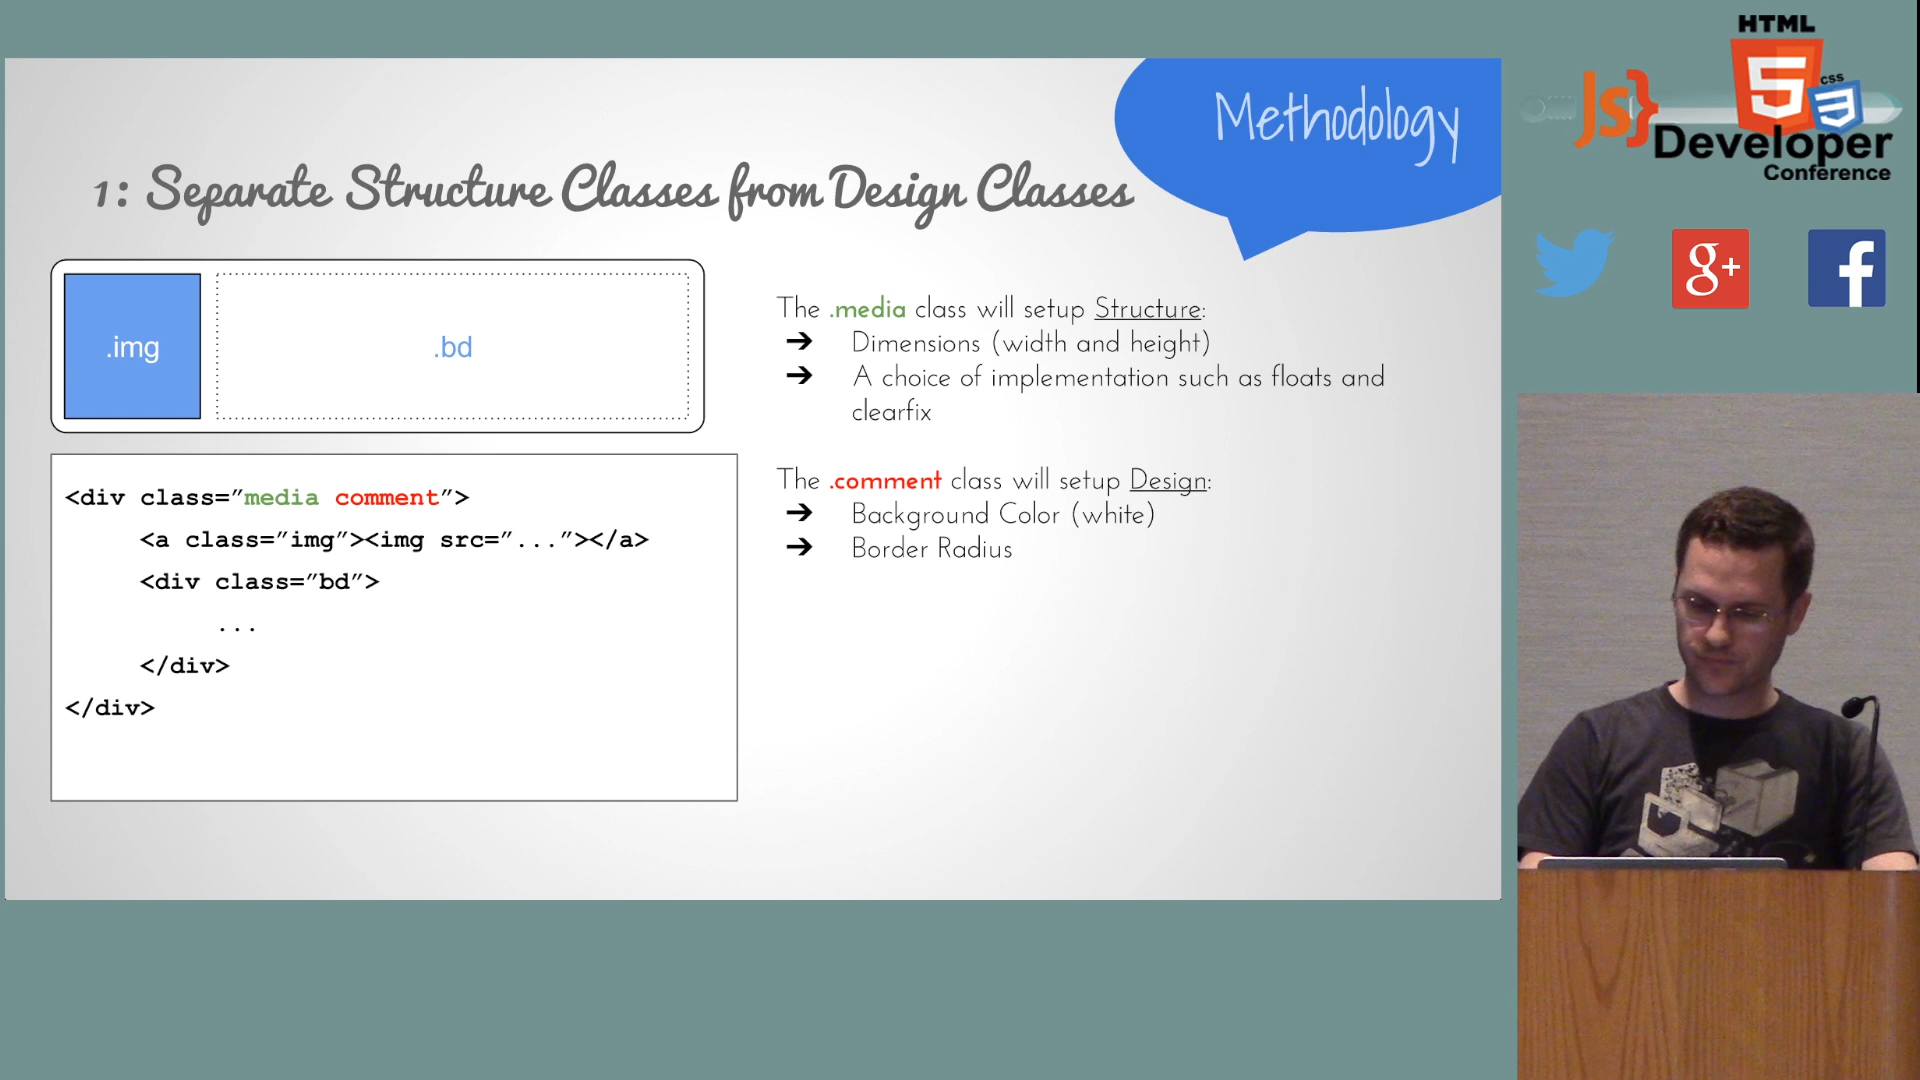 Methodology
1: Separate Structure Classes from Design Classes
.img
.bd
<div class="media comment">
<a class="img"><img src="..."></a>
<div class="bd">
...
</div>
</div>
The .media class will setup Structure:
➔ Dimensions (width and height)
➔ A choice of implementation such as floats and
clearfix
The .comment class will setup Design:
➔ Background Color (white)
➔ Border Radius
HTML
JS} 5 CSS 3
Developer
Conference
g+ f